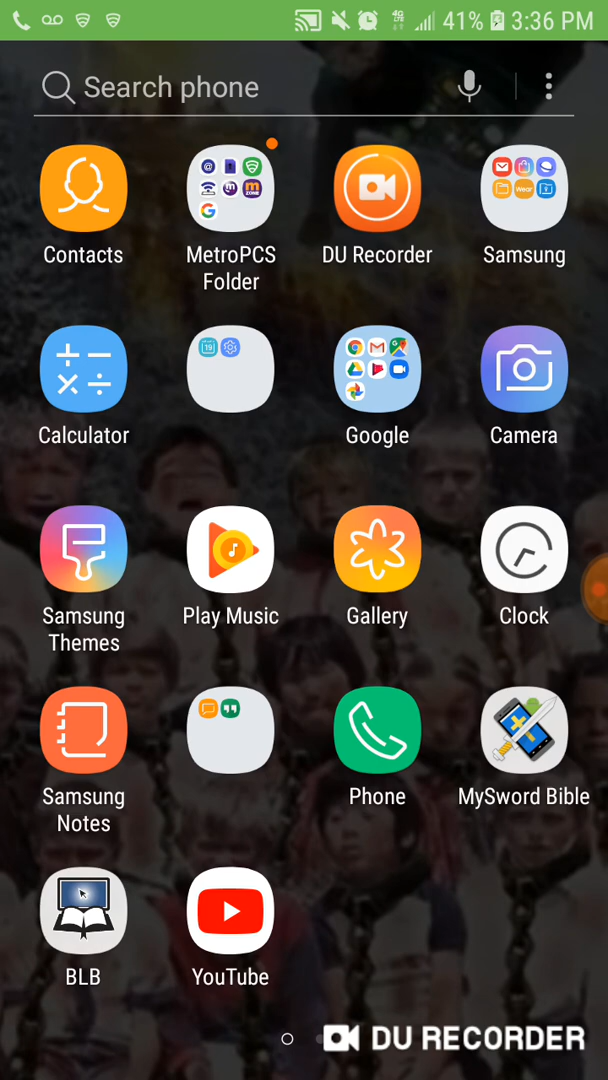 41% 3:36 PM
Search phone
Contacts
MetroPCS
Folder
DU Recorder
Samsung
Calculator
19
Google
Camera
Samsung
Themes
Play Music
Gallery
Clock
Samsung
Notes
Phone
MySword Bible
BLB
YouTube
DU RECORDER